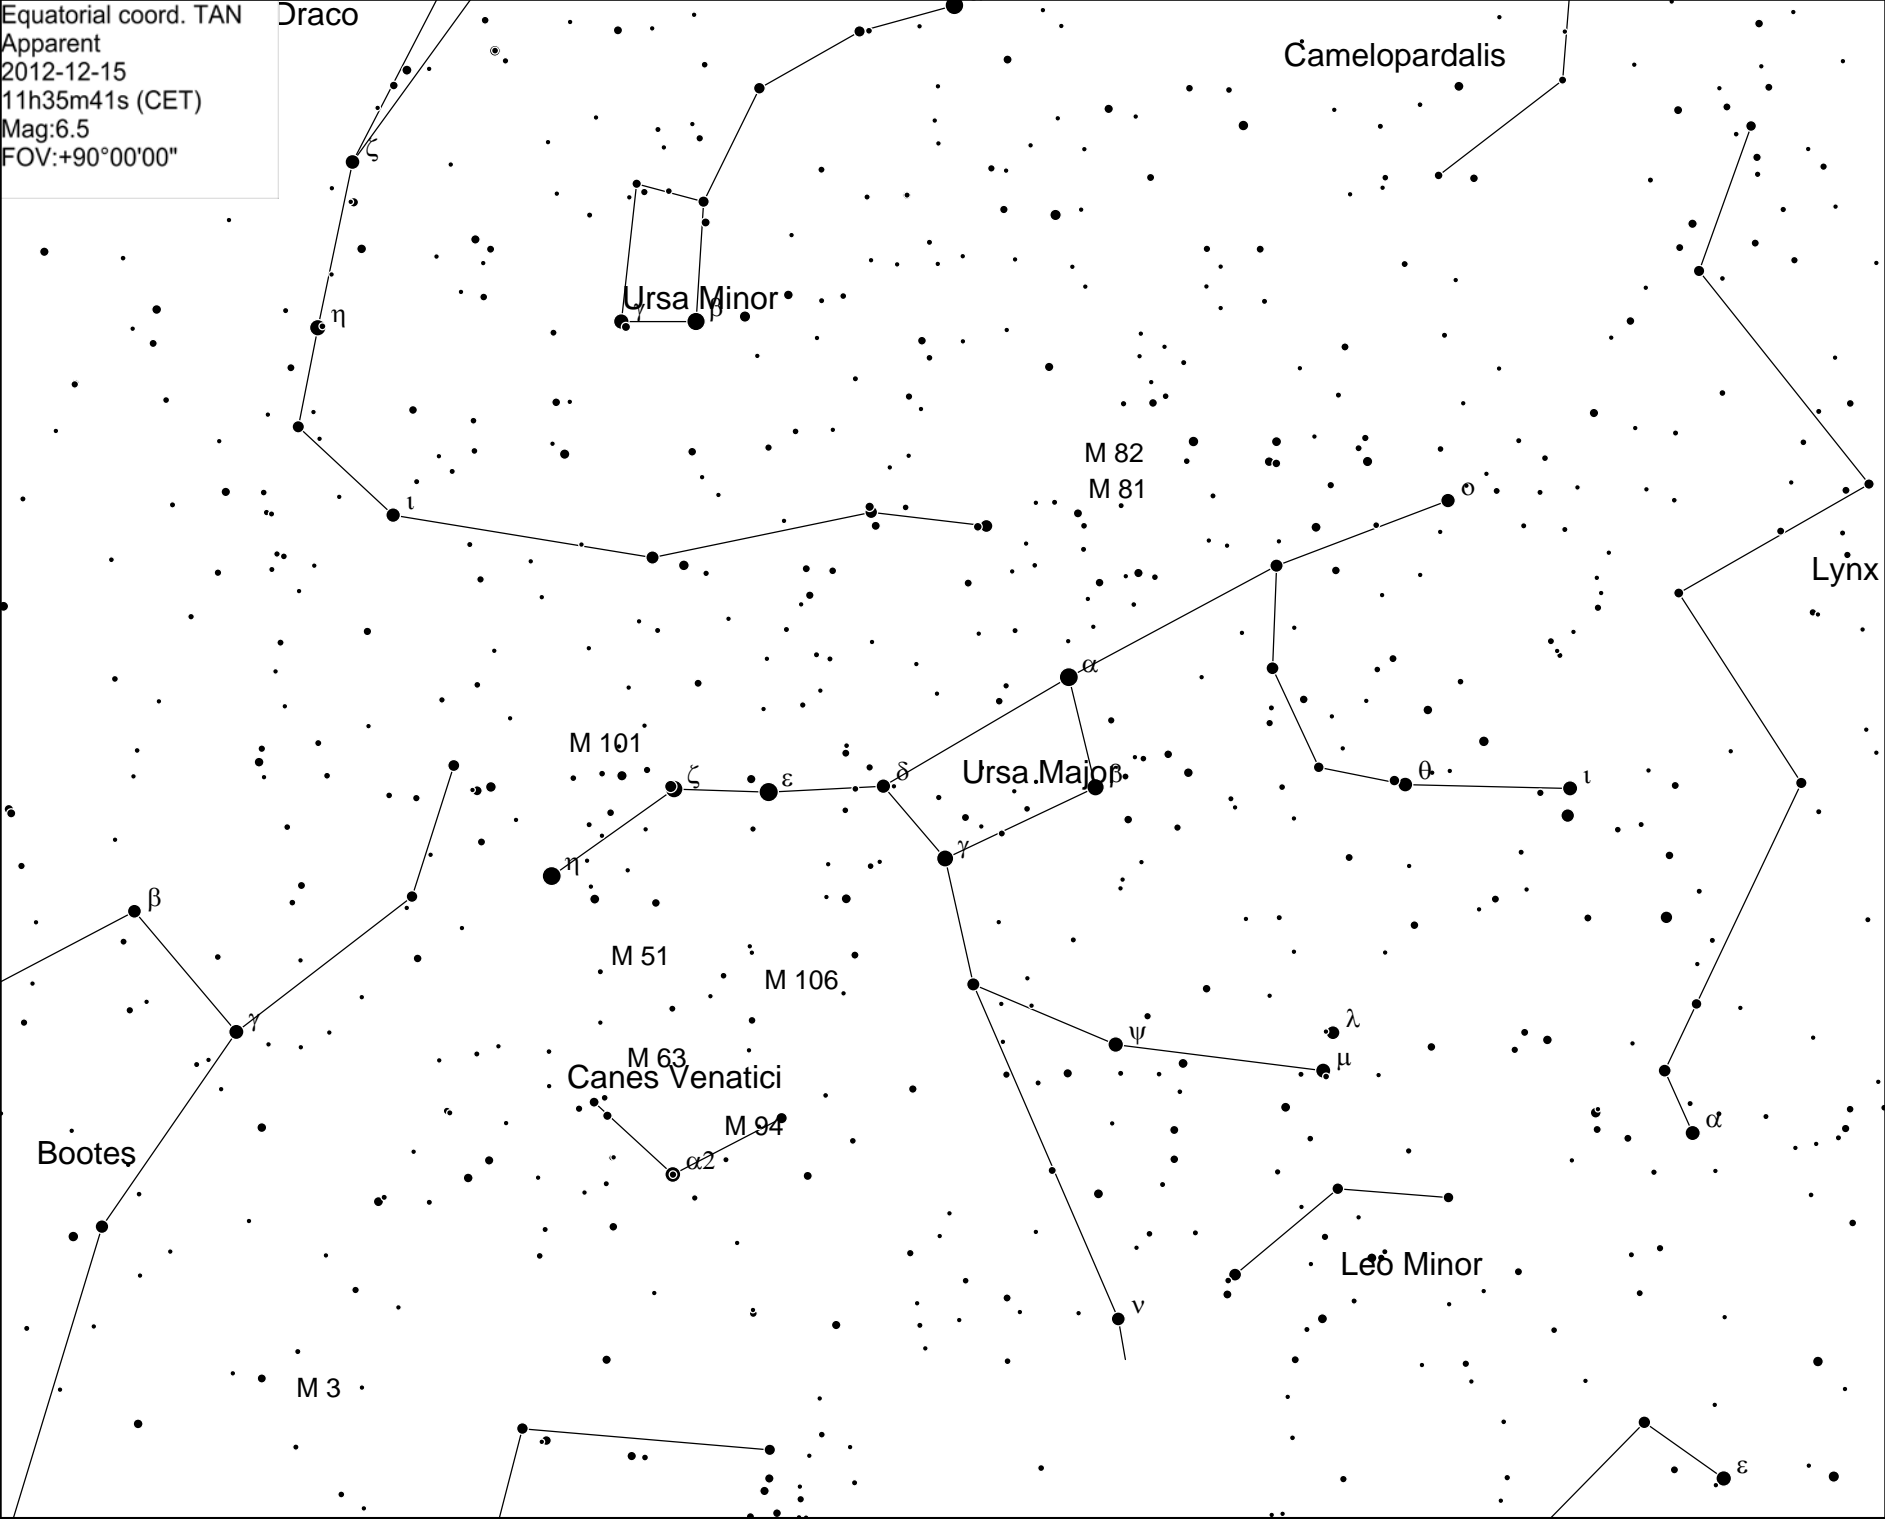 Equatorial coord. TAN
Apparent
2012-12-15
11h35m41s (CET)
Mag:6.5
FOV:+90°00'00"
Draco
Camelopardalis
ζ
Ursa Minor
η
γ
β
M 82
M 81
ο
ι
Lynx
α
M 101
ζ
ε
δ
Ursa Major
β
θ
ι
γ
η
β
M 51
M 106
γ
ψ
λ
μ
M 63
Canes Venatici
M 94
α
Bootes
α2
Leo Minor
ν
M 3
ε